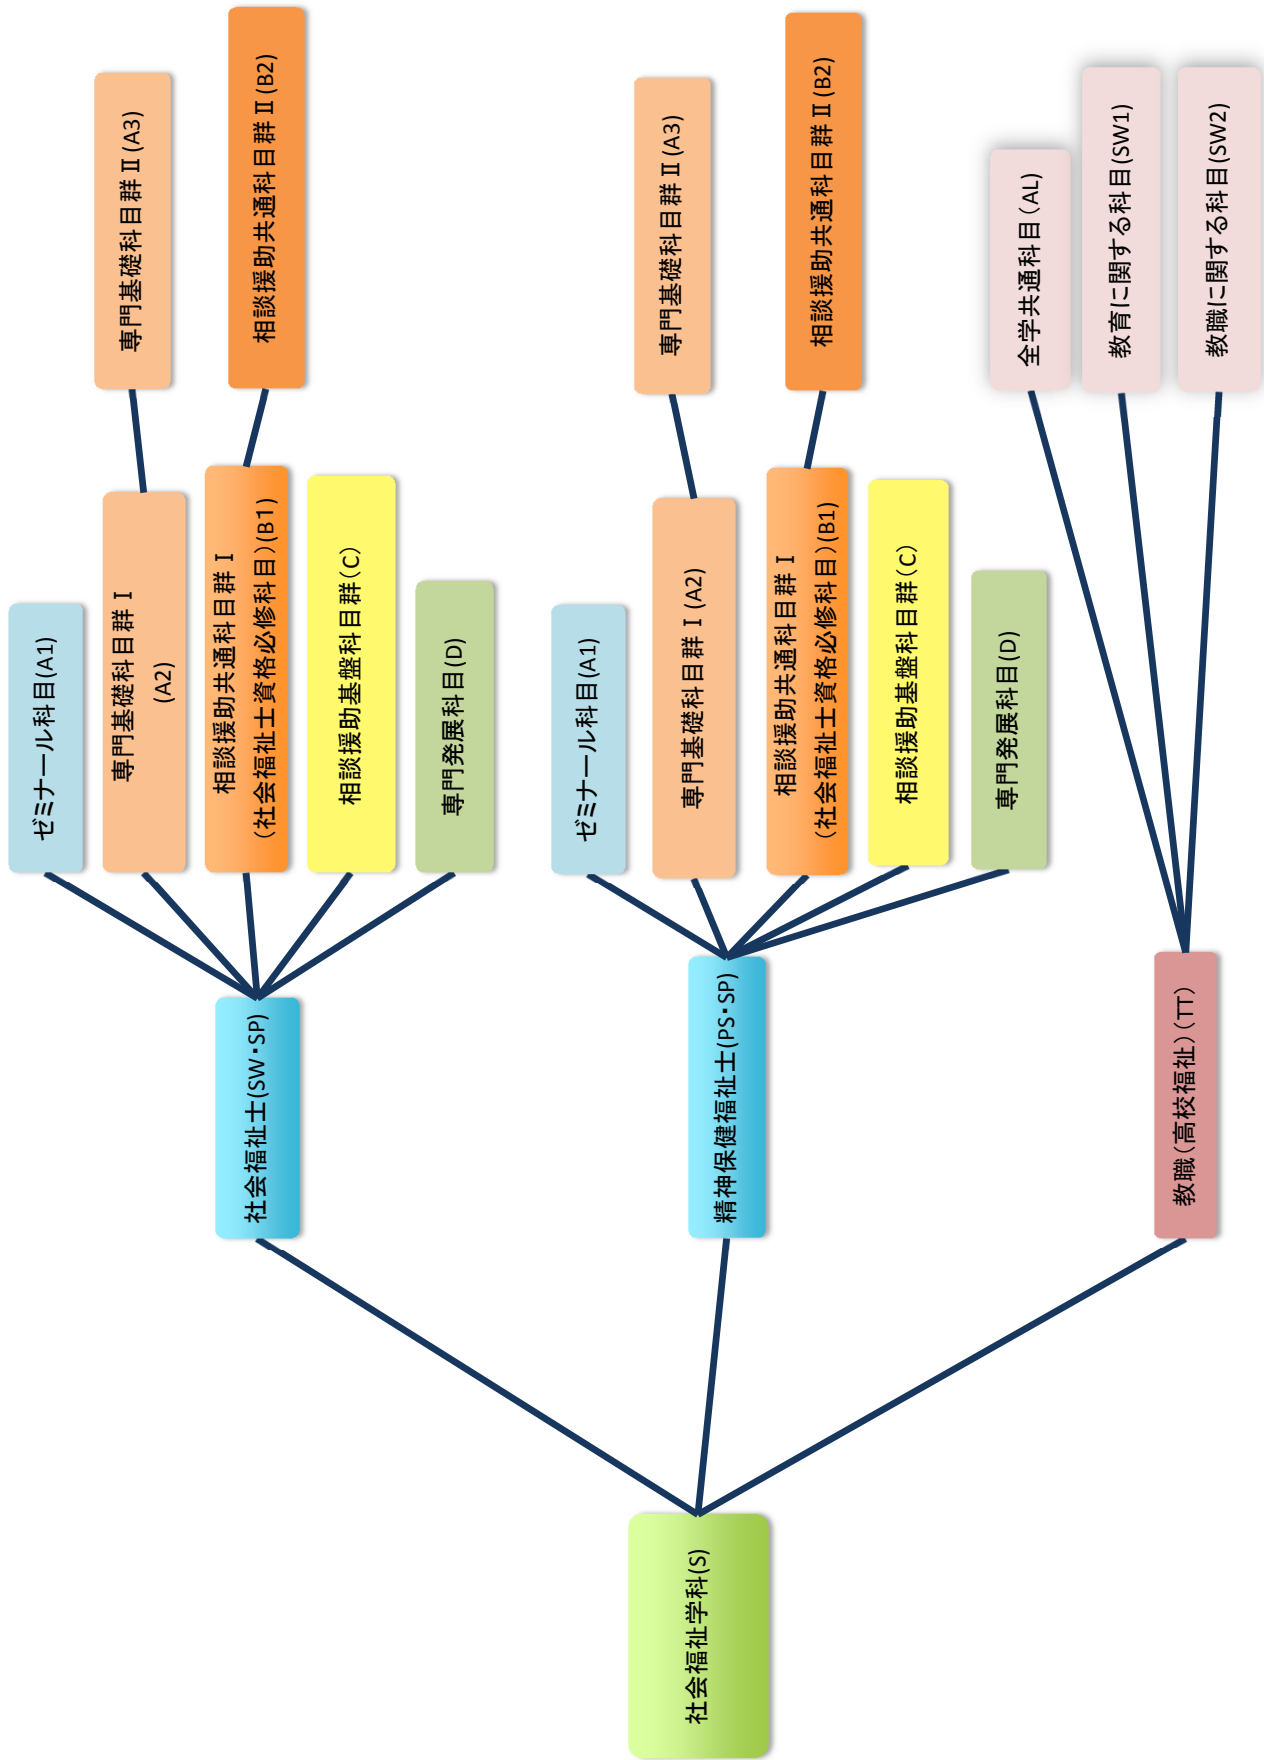 社会福祉学科(S)
社会福祉士(SW・SP)
ゼミナール科目(A1)
専門基礎科目群Ⅰ
(A2)
専門基礎科目群Ⅱ(A3)
相談援助共通科目群Ⅰ
（社会福祉士資格必修科目）(B1)
相談援助共通科目群Ⅱ(B2)
相談援助基盤科目群（C）
専門発展科目(D)
精神保健福祉士(PS・SP)
ゼミナール科目(A1)
専門基礎科目群Ⅰ(A2)
専門基礎科目群Ⅱ(A3)
相談援助共通科目群Ⅰ
（社会福祉士資格必修科目）(B1)
相談援助共通科目群Ⅱ(B2)
相談援助基盤科目群（C）
専門発展科目(D)
教職（高校福祉）（TT）
全学共通科目（AL)
教育に関する科目(SW1)
教職に関する科目(SW2)